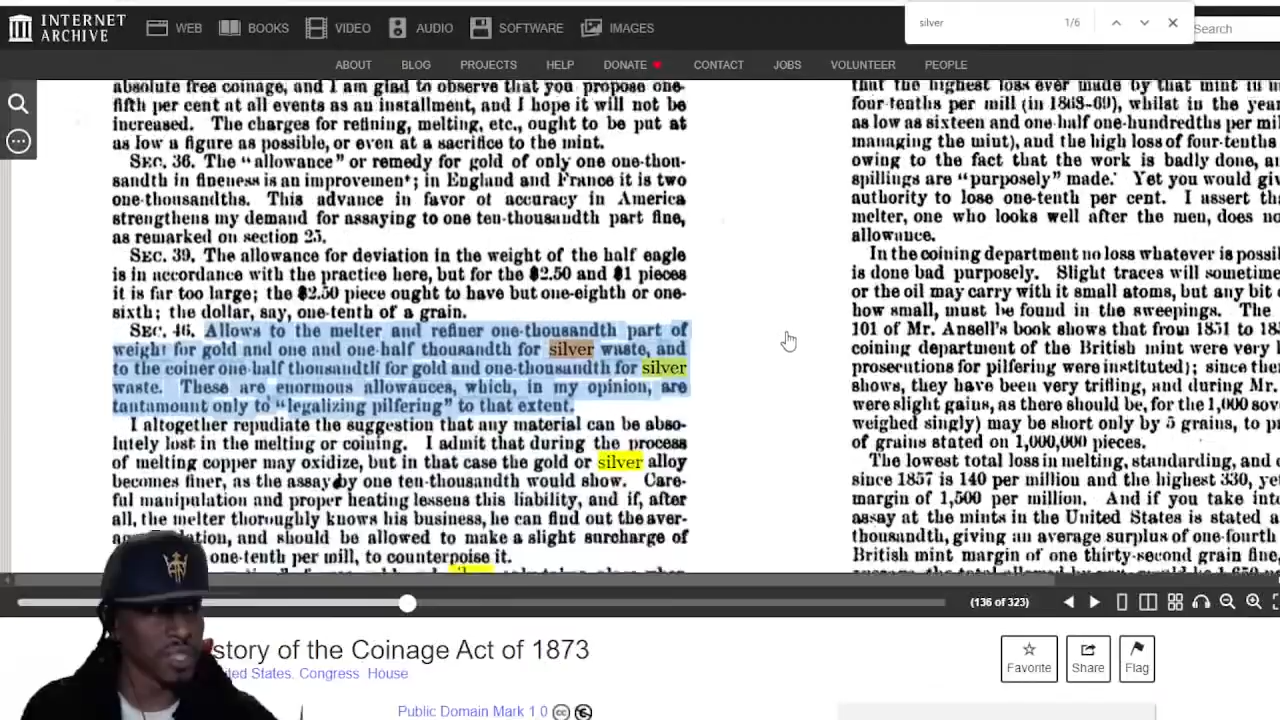 INTERNET
ARCHIVE
WEB
BOOKS
VIDEO
AUDIO
SOFTWARE
IMAGES
silver
1/6
Search
ABOUT
BLOG
PROJECTS
HELP
DONATE
CONTACT
JOBS
VOLUNTEER
PEOPLE
absolute free coinage, and I am glad to observe that you propose one-
fifth per cent at all events as an installment, and I hope it will not be
increased. The charges for refining, melting, etc., ought to be put at
as low a figure as possible, or even at a sacrifice to the mint.
SEC. 36. The "allowance" or remedy for gold of only one one-thou-
sandth in fineness is an improvement; in England and France it is two
one-thousandths. This advance in favor of accuracy in America
strengthens my demand for assaying to one ten-thousandth part fine,
as remarked on section 25.
SEC. 39. The allowance for deviation in the weight of the half eagle
is in accordance with the practice here, but for the $2.50 and $1 pieces
it is far too large; the $2.50 piece ought to have but one-eighth or one-
sixth; the dollar, say, one-tenth of a grain.
SEC. 46. Allows to the melter and refiner one-thousandth part of
weight for gold and one and one-half thousandth for silver waste, and
to the coiner one-half thousandth for gold and one-thousandth for silver
waste. These are enormous allowances, which, in my opinion, are
tantamount only to "legalizing pilfering" to that extent.
I altogether repudiate the suggestion that any material can be abso-
lutely lost in the melting or coining. I admit that during the process
of melting copper may oxidize, but in that case the gold or silver alloy
becomes finer, as the assay by one ten-thousandth would show. Care-
ful manipulation and proper heating lessens this liability, and if, after
all, the melter thoroughly knows his business, he can find out the aver-
and should be allowed to make a slight surcharge of
one-tenth per mill, to counterpoise it.
that the highest loss ever made by that mint in
four-tenths per mill (in 1868-69), whilst in the year
as low as sixteen and one half one-hundredths per mil
managing the mint), and the high loss of four-tenths
owing to the fact that the work is badly done, an
spillings are "purposely" made. Yet you would giv
authority to lose one-tenth per cent. I assert tha
melter, one who looks well after the men, does no
allowance.
In the coining department no loss whatever is possi
is done bad purposely. Slight traces will sometime
or the oil may carry with it small atoms, but any bit o
how small, must be found in the sweepings. The
101 of Mr. Ansell's book shows that from 1851 to 18
coining department of the British mint were very
prosecutions for pilfering were instituted); since the
shows, they have been very trifling, and during Mr.
were slight gains, as there should be, for the 1,000 sov
weighed singly) may be short only by 5 grains, to p
of grains stated on 1,000,000 pieces.
The lowest total loss in melting, standarding, and
since 1857 is 140 per million and the highest 330, yet
margin of 1,500 per million. And if you take into
assay at the mints in the United States is stated a
thousandth, giving an average surplus of one-fourth
British mint margin of one thirty-second grain fine,
(136 of 323)
story of the Coinage Act of 1873
ted States. Congress House
Favorite
Share
Flag
Public Domain Mark 1.0